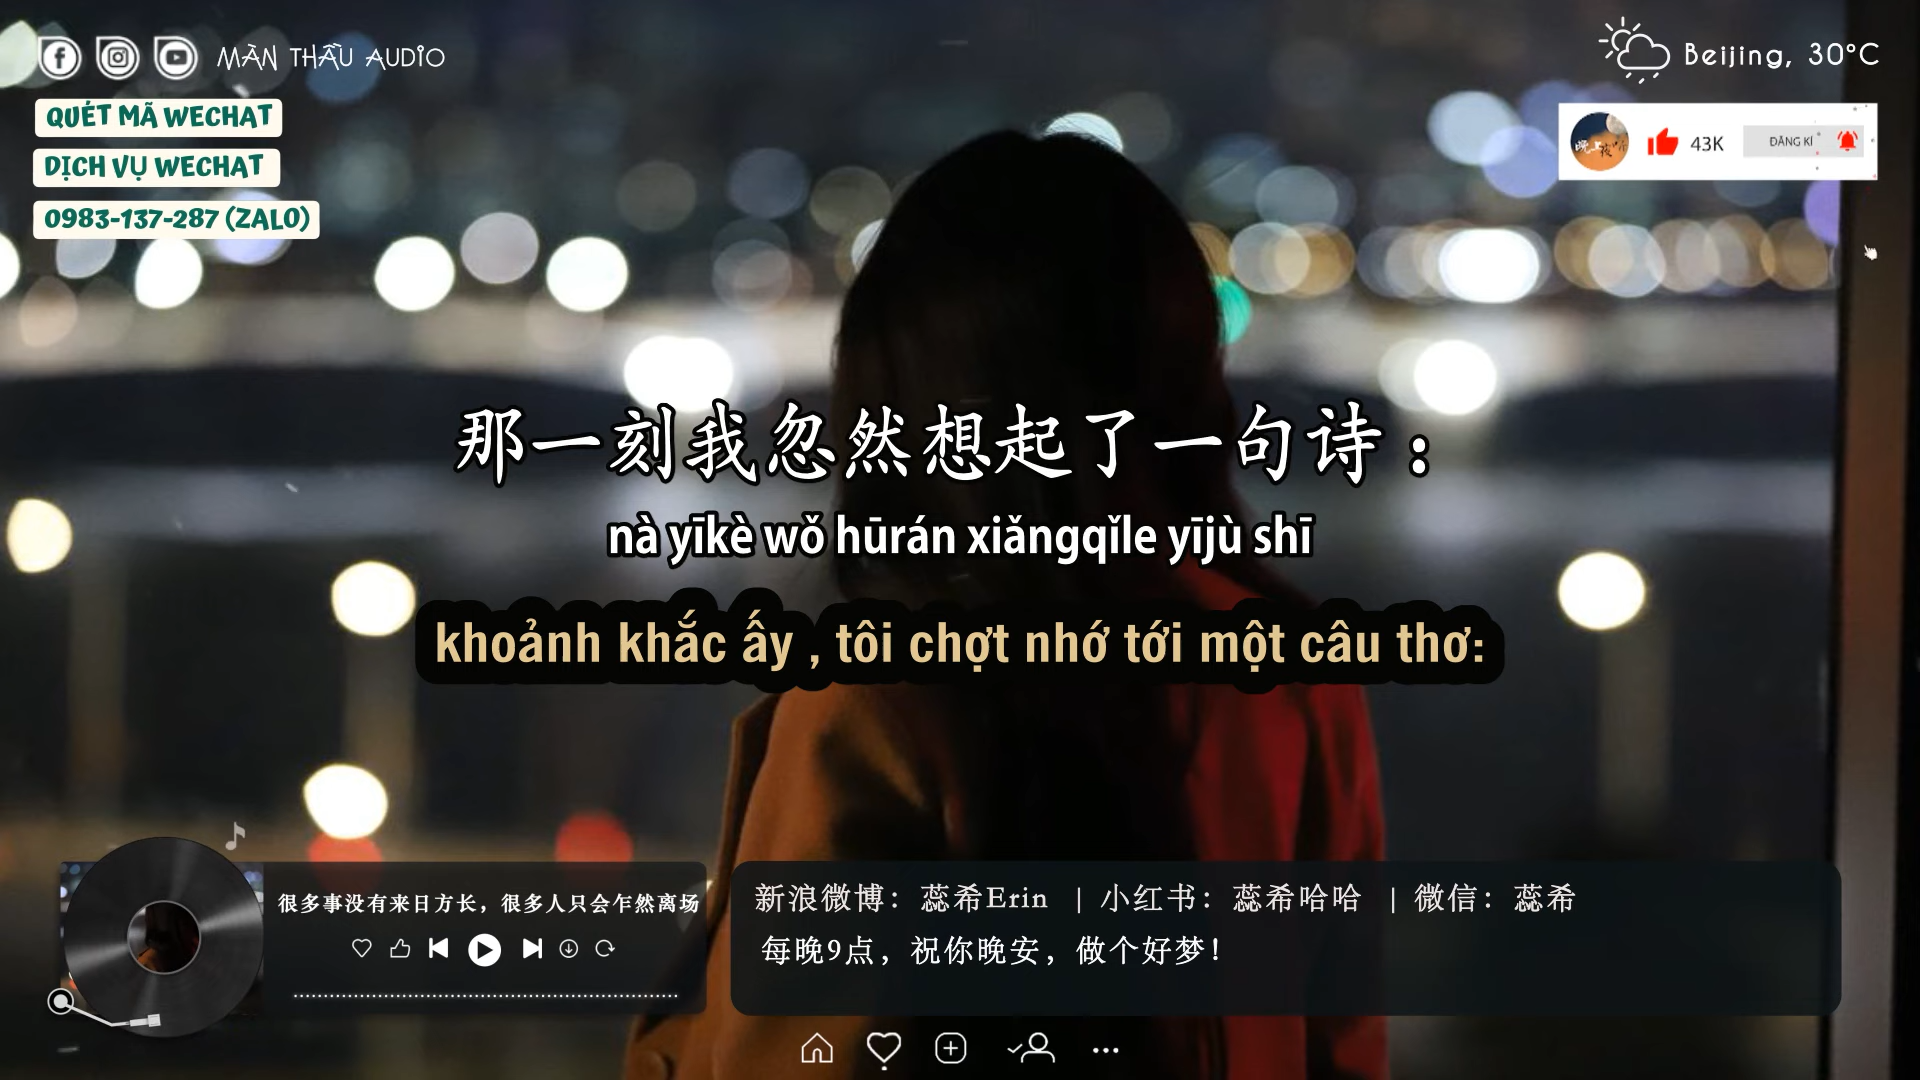 MÀN THẦU AUDIO
Beijing, 30°C
QUÉT MÃ WECHAT
DỊCH VỤ WECHAT
0983-137-287 (ZALO)
43K
ĐĂNG KÍ
那一刻我忽然想起了一句诗：
nà yīkè wǒ hūrán xiǎngqǐle yījù shī
khoảnh khắc ấy , tôi chợt nhớ tới một câu thơ:
很多事没有来日方长，很多人只会乍然离场
新浪微博：蕊希Erin | 小红书：蕊希哈哈 | 微信：蕊希
每晚9点，祝你晚安，做个好梦！